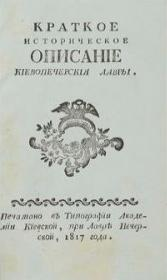 КРАТКОЕ
ИСТОРИЧЕСКОЕ
ОПИСАНІЕ
КІЕВОПЕЧЕРСКІЯ ЛАВРЫ.
Печатано въ Типографіи Акаде-
міи Кіевской, при Лаврѣ Печер-
ской, 1817 года.